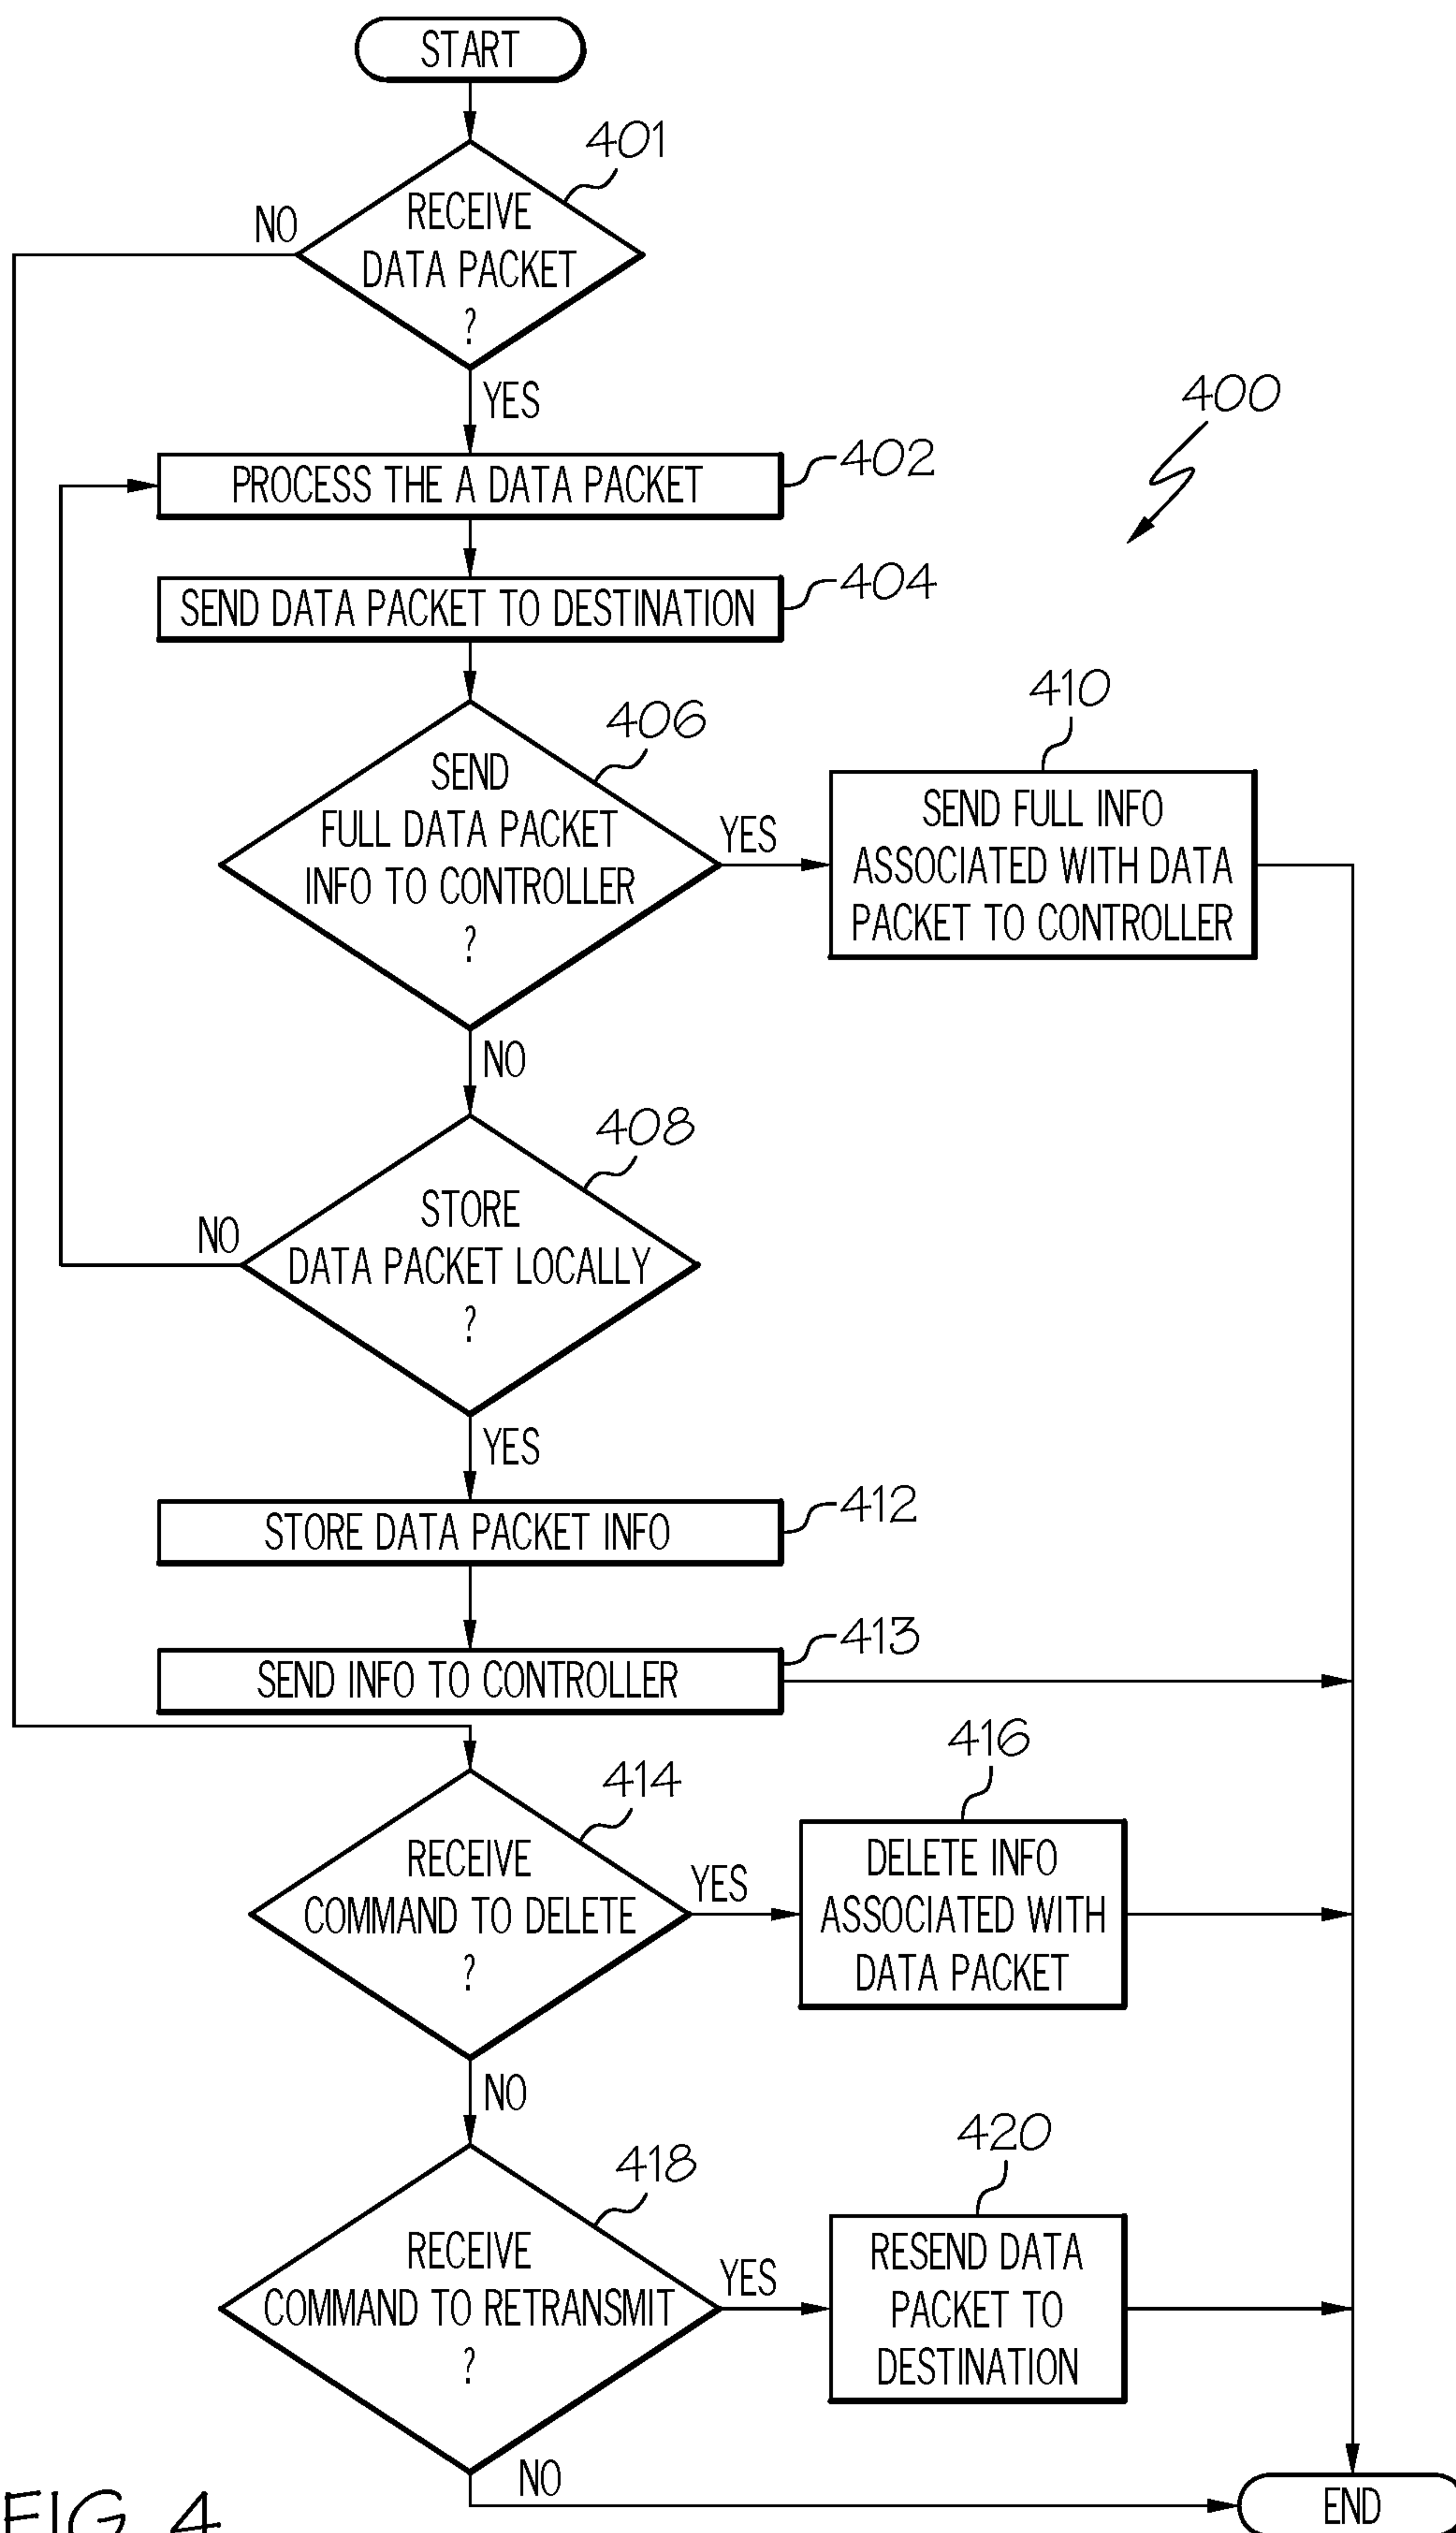 START
401
NO
RECEIVE
DATA PACKET
?
YES
400
PROCESS THE A DATA PACKET
402
SEND DATA PACKET TO DESTINATION
404
406
410
SEND
FULL DATA PACKET
INFO TO CONTROLLER
?
YES
SEND FULL INFO
ASSOCIATED WITH DATA
PACKET TO CONTROLLER
NO
408
NO
STORE
DATA PACKET LOCALLY
?
YES
STORE DATA PACKET INFO
412
SEND INFO TO CONTROLLER
413
414
416
RECEIVE
COMMAND TO DELETE
?
YES
DELETE INFO
ASSOCIATED WITH
DATA PACKET
NO
418
420
RECEIVE
COMMAND TO RETRANSMIT
?
YES
RESEND DATA
PACKET TO
DESTINATION
NO
END
FIG. 4